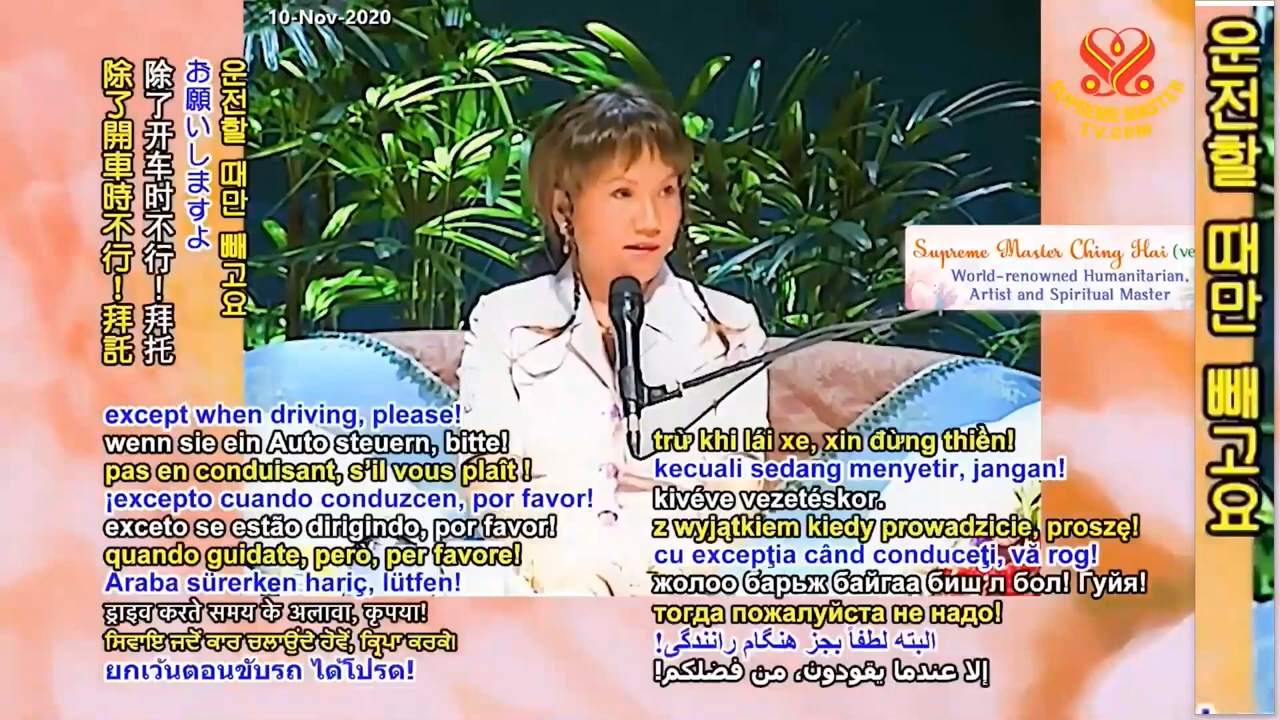 10-Nov-2020
SUPREME MASTER
TV.COM
Supreme Master Ching Hai (ve
World-renowned Humanitarian,
Artist and Spiritual Master
운전할 때만 빼고요
운전할 때만 빼고요
お願いしますよ
除了开车时不行！拜托
除了開車時不行！拜託
except when driving, please!
wenn sie ein Auto steuern, bitte!
pas en conduisant, s'il vous plaît !
¡excepto cuando conduzcen, por favor!
exceto se estão dirigindo, por favor!
quando guidate, però, per favore!
Araba sürerken hariç, lütfen!
ड्राइव करते समय के अलावा, कृपया!
ਸਿਵਾਇ ਜਦੋਂ ਕਾਰ ਚਲਾਉਂਦੇ ਹੋਵੋਂ, ਕ੍ਰਿਪਾ ਕਰਕੇ।
ยกเว้นตอนขับรถ ได้โปรด!
trừ khi lái xe, xin đừng thiền!
kecuali sedang menyetir, jangan!
kivéve vezetéskor.
z wyjątkiem kiedy prowadzicie, proszę!
cu excepţia când conduceţi, vă rog!
жолоо барьж байгаа биш л бол! Гуйя!
тогда пожалуйста не надо!
البته لطفاً بجز هنگام رانندگی!
إلا عندما يقودون، من فضلكم!